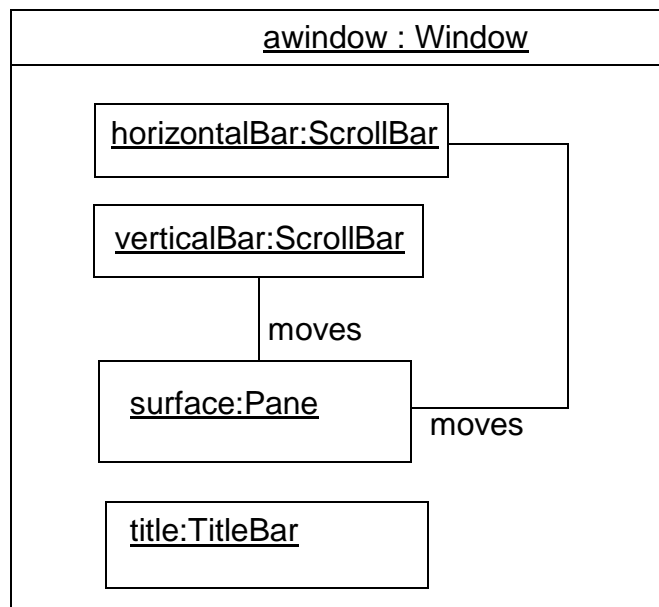 awindow : Window
horizontalBar:ScrollBar
verticalBar:ScrollBar
moves
surface:Pane
moves
title:TitleBar